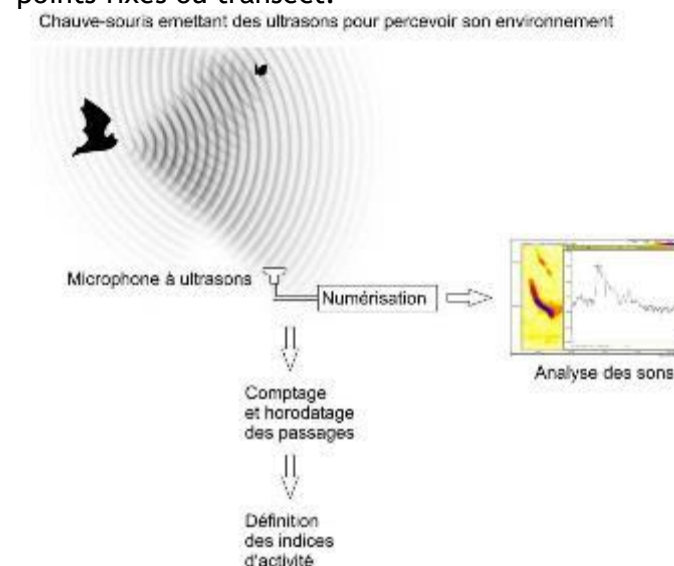 points fixes ou transect.
Chauve-souris emettant des ultrasons pour percevoir son environnement
Microphone à ultrasons
Numérisation
Analyse des sons
Comptage
et horodatage
des passages
Définition
des indices
d'activité